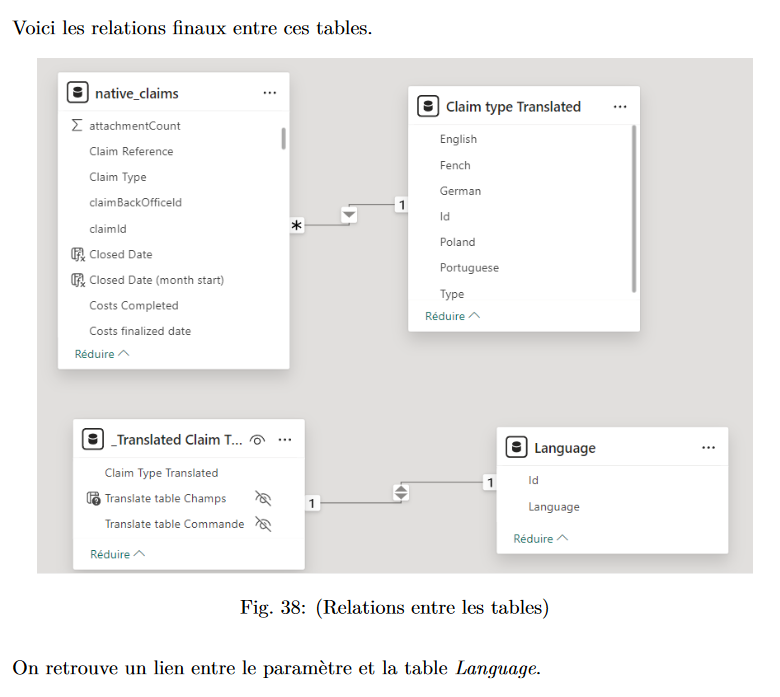 Voici les relations finaux entre ces tables.
native_claims
attachmentCount
Claim Reference
Claim Type
claimBackOfficeId
claimId
Closed Date
Closed Date (month start)
Costs Completed
Costs finalized date
Réduire
*
1
Claim type Translated
English
Fench
German
Id
Poland
Portuguese
Type
Réduire
_Translated Claim T...
Claim Type Translated
Translate table Champs
Translate table Commande
Réduire
1
1
Language
Id
Language
Réduire
Fig. 38: (Relations entre les tables)
On retrouve un lien entre le paramètre et la table Language.